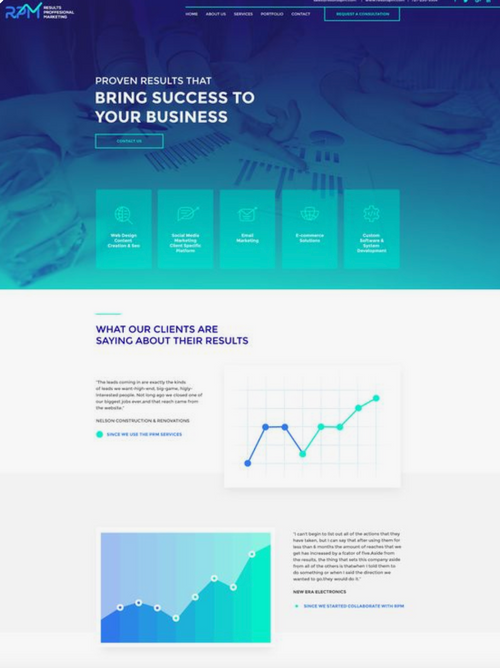 RPM
RESULTS
PROFFESIONAL
MARKETING
HOME
ABOUT US
SERVICES
PORTFOLIO
CONTACT
REQUEST A CONSULTATION
PROVEN RESULTS THAT
BRING SUCCESS TO
YOUR BUSINESS
CONTACT US
Web Design
Content
Creation & Seo
Social Media
Marketing
Client Specific
Platform
Email
Marketing
E-commerce
Solutions
Custom
Software &
System
Development
WHAT OUR CLIENTS ARE
SAYING ABOUT THEIR RESULTS
"The leads coming in are exactly the kinds
of leads we want-high-end, big-game, higly-
interested people. Not long ago we closed one of
our biggest jobs ever,and that reach came from
the website."
NELSON CONSTRUCTION & RENOVATIONS
SINCE WE USE THE PRM SERVICES
"I can't begin to list out all of the actions that they
have taken, but I can say that after using them for
less than 6 months the amount of reaches that we
get has increased by a fcator of five.Aside from
the results, the thing that sets this company aside
from all of the others is that:when I told them to
do something or when I said the direction we
wanted to go,they would do it."
NEW ERA ELECTRONICS
SINCE WE STARTED COLLABORATE WITH RPM